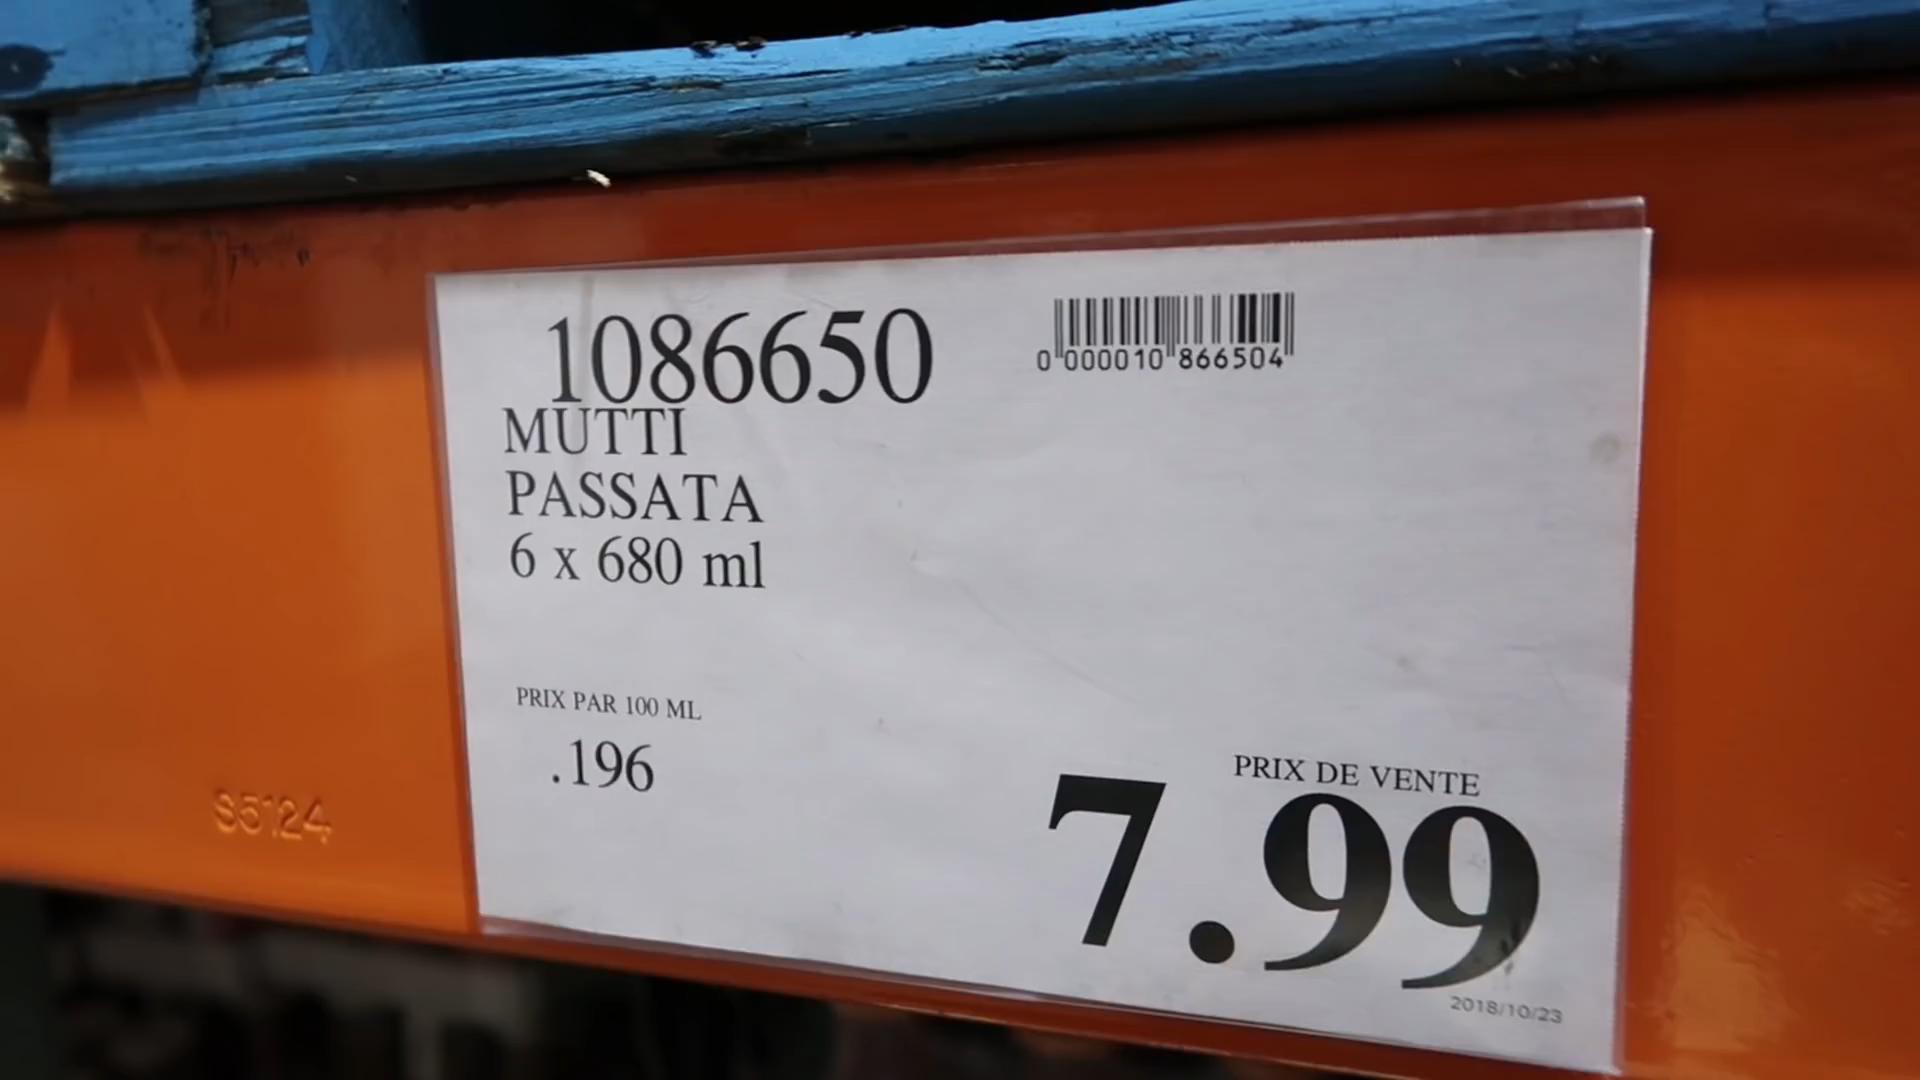 1086650
0 000010 866504
MUTTI
PASSATA
6 x 680 ml
PRIX PAR 100 ML
.196
PRIX DE VENTE
7.99
2018/10/23
S5124